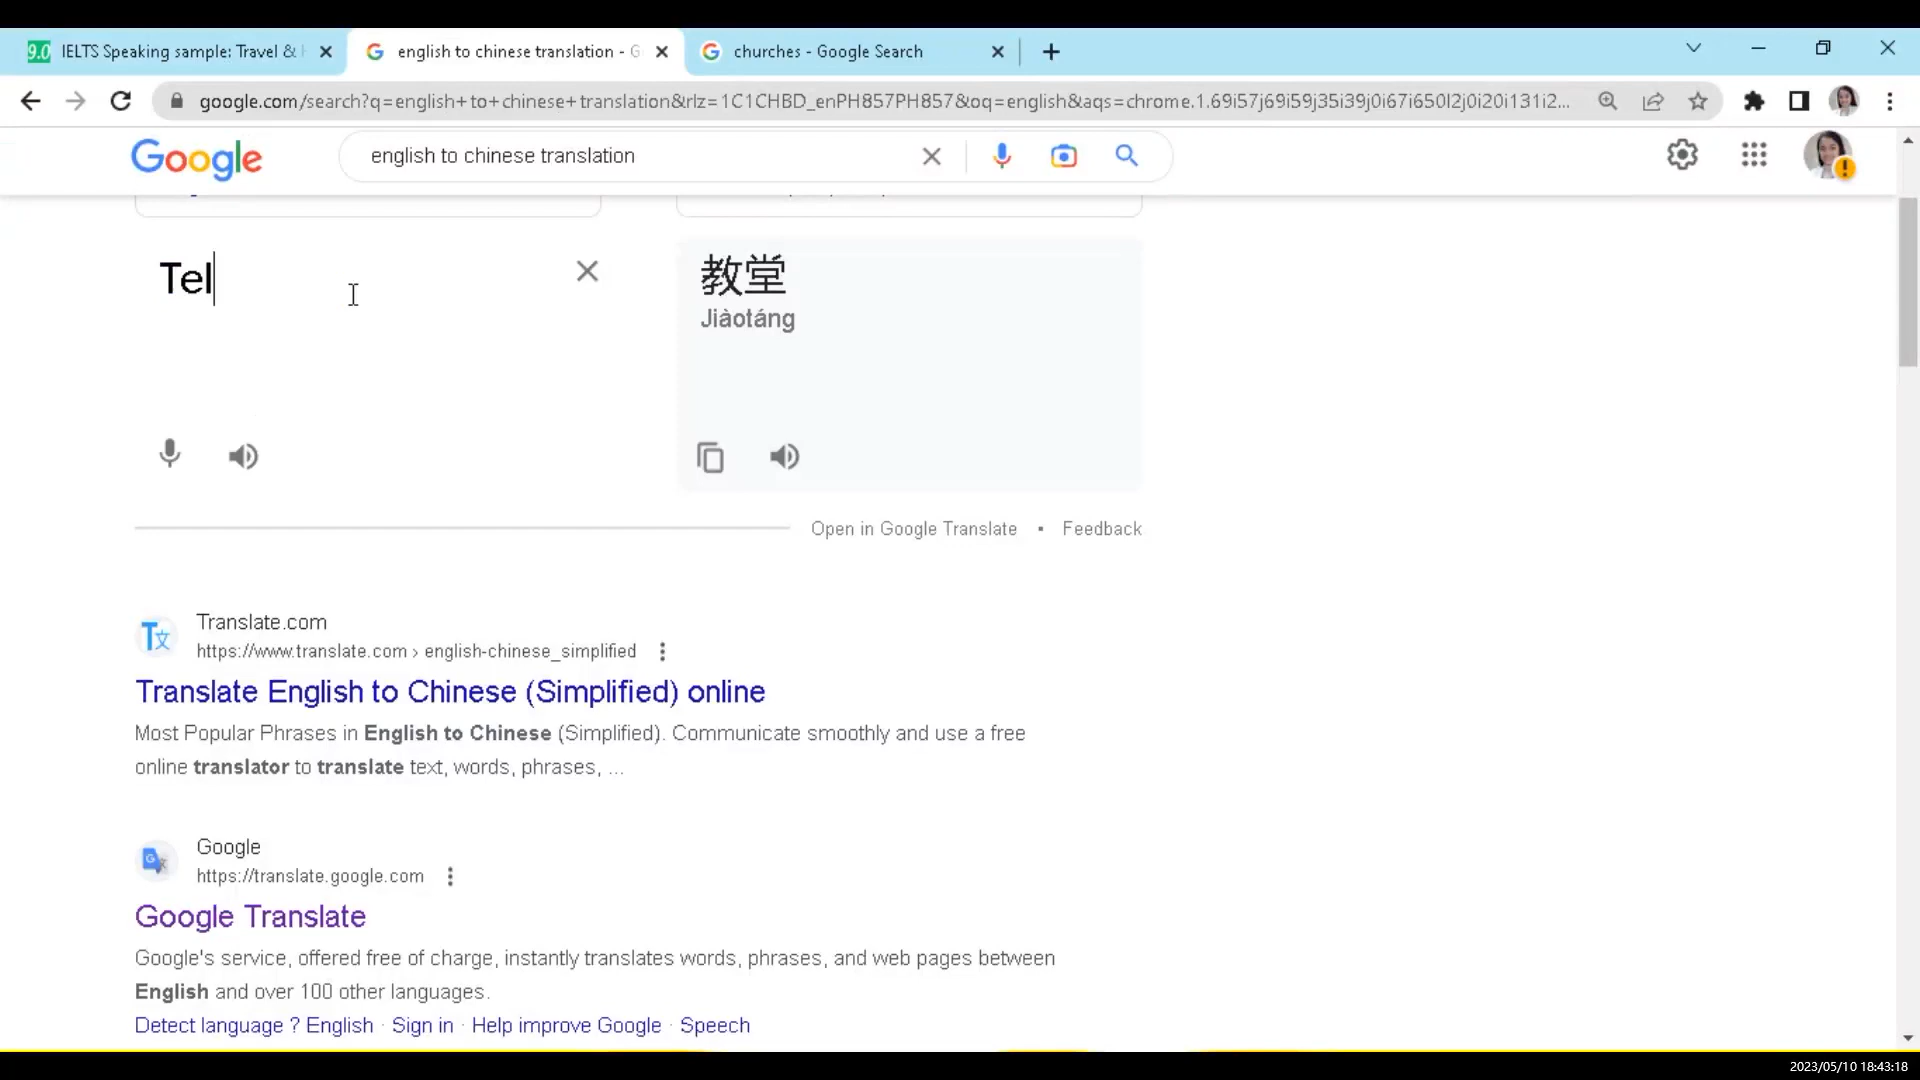 9.0 IELTS Speaking sample: Travel &
english to chinese translation - G
churches - Google Search
google.com/search?q=english+to+chinese+translation&rlz=1C1CHBD_enPH857PH857&oq=english&aqs=chrome.1.69i57j69i59j35i39j0i67i650l2j0i20i131i2...
Google
english to chinese translation
Tel
教堂
Jiàotáng
Open in Google Translate • Feedback
Translate.com
https://www.translate.com › english-chinese_simplified
Translate English to Chinese (Simplified) online
Most Popular Phrases in English to Chinese (Simplified). Communicate smoothly and use a free
online translator to translate text, words, phrases, ...
Google
https://translate.google.com
Google Translate
Google's service, offered free of charge, instantly translates words, phrases, and web pages between
English and over 100 other languages.
Detect language ? English · Sign in · Help improve Google · Speech
2023/05/10 18:43:18